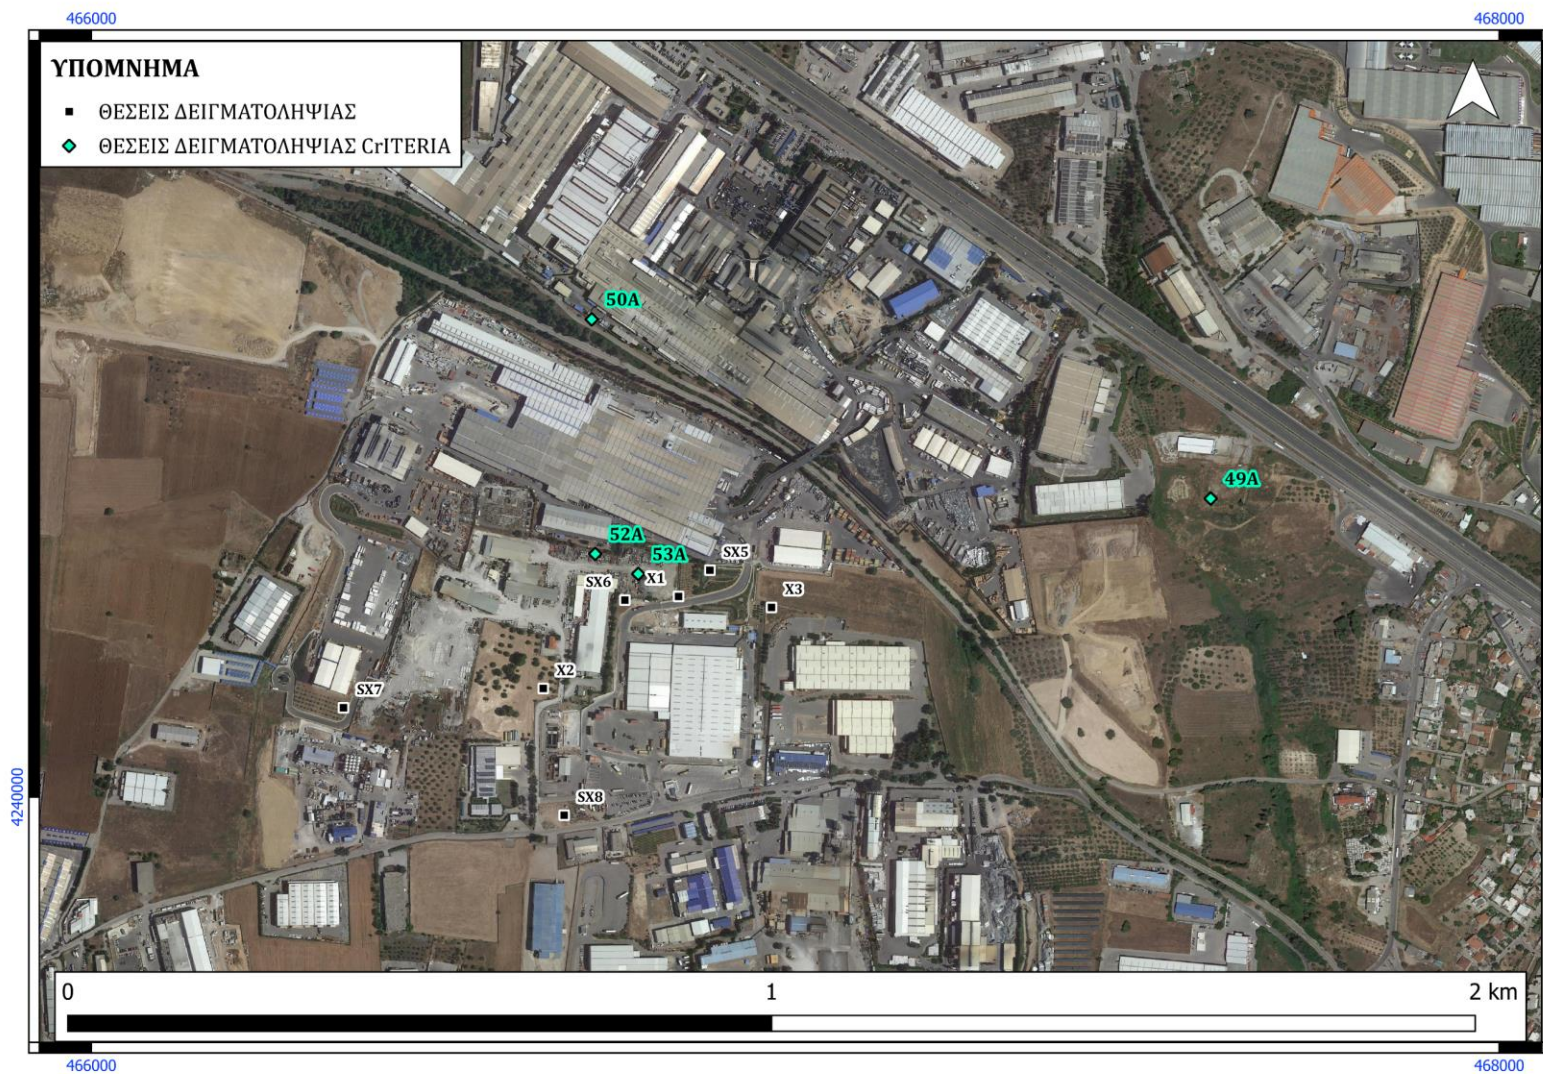 466000
468000
ΥΠΟΜΝΗΜΑ
ΘΕΣΕΙΣ ΔΕΙΓΜΑΤΟΛΗΨΙΑΣ
ΘΕΣΕΙΣ ΔΕΙΓΜΑΤΟΛΗΨΙΑΣ CrITERIA
50A
49A
52A
53A
SX5
SX6
X1
X3
X2
SX7
SX8
4240000
0
1
2 km
466000
468000